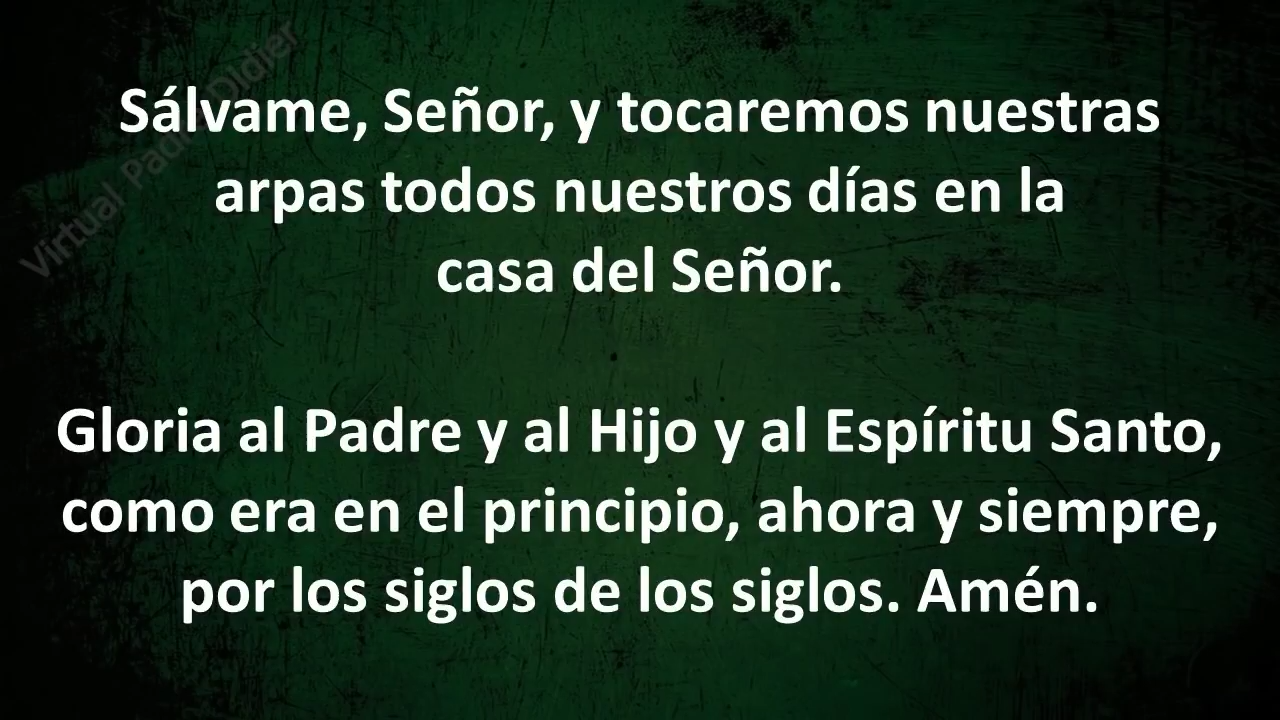 Sálvame, Señor, y tocaremos nuestras
arpas todos nuestros días en la
casa del Señor.
Gloria al Padre y al Hijo y al Espíritu Santo,
como era en el principio, ahora y siempre,
por los siglos de los siglos. Amén.
Virtual Padre Didier